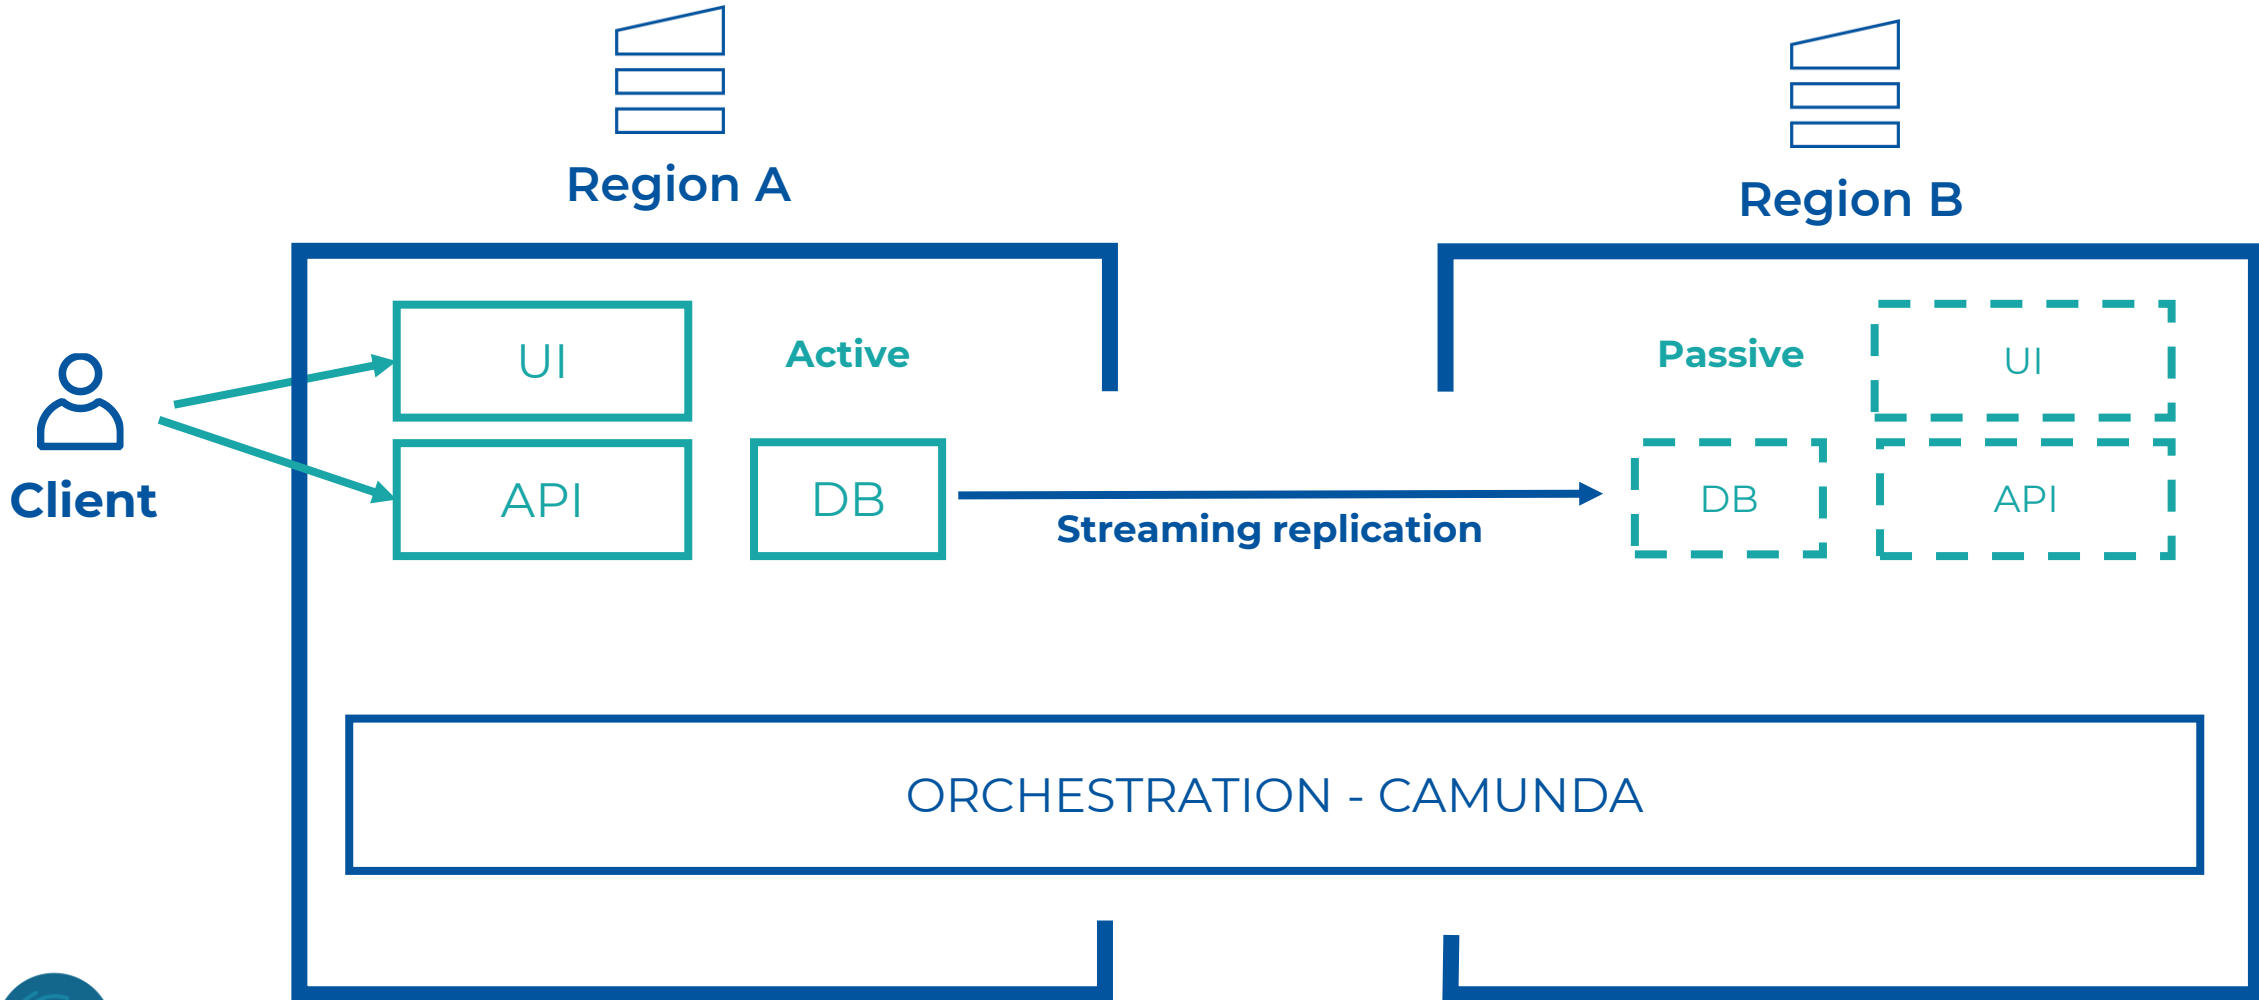 Region A
Region B
UI
Active
Passive
UI
Client
API
DB
Streaming replication
DB
API
ORCHESTRATION - CAMUNDA